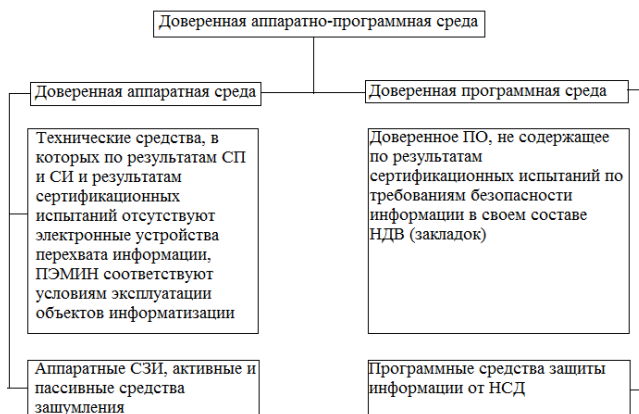 Доверенная аппаратно-программная среда
Доверенная аппаратная среда
Доверенная программная среда
Технические средства, в
которых по результатам СП
и СИ и результатам
сертификационных
испытаний отсутствуют
электронные устройства
перехвата информации,
ПЭМИН соответствуют
условиям эксплуатации
объектов информатизации
Доверенное ПО, не содержащее
по результатам
сертификационных испытаний по
требованиям безопасности
информации в своем составе
НДВ (закладок)
Аппаратные СЗИ, активные и
пассивные средства
зашумления
Программные средства защиты
информации от НСД